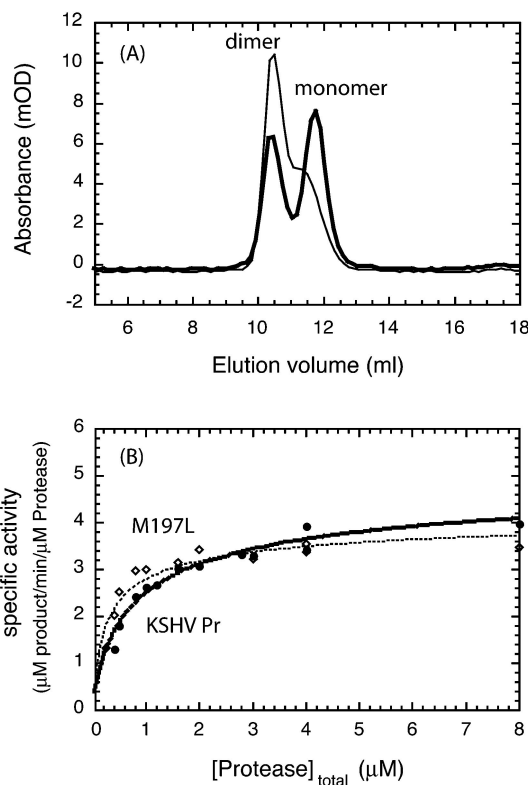 (A)
dimer
monomer
12
10
8
6
4
2
0
-2
Absorbance (mOD)
6 8 10 12 14 16 18
Elution volume (ml)
(B)
M197L
KSHV Pr
6
5
4
3
2
1
0
specific activity
(μM product/min/μM Protease)
0 1 2 3 4 5 6 7 8
[Protease]total (μM)